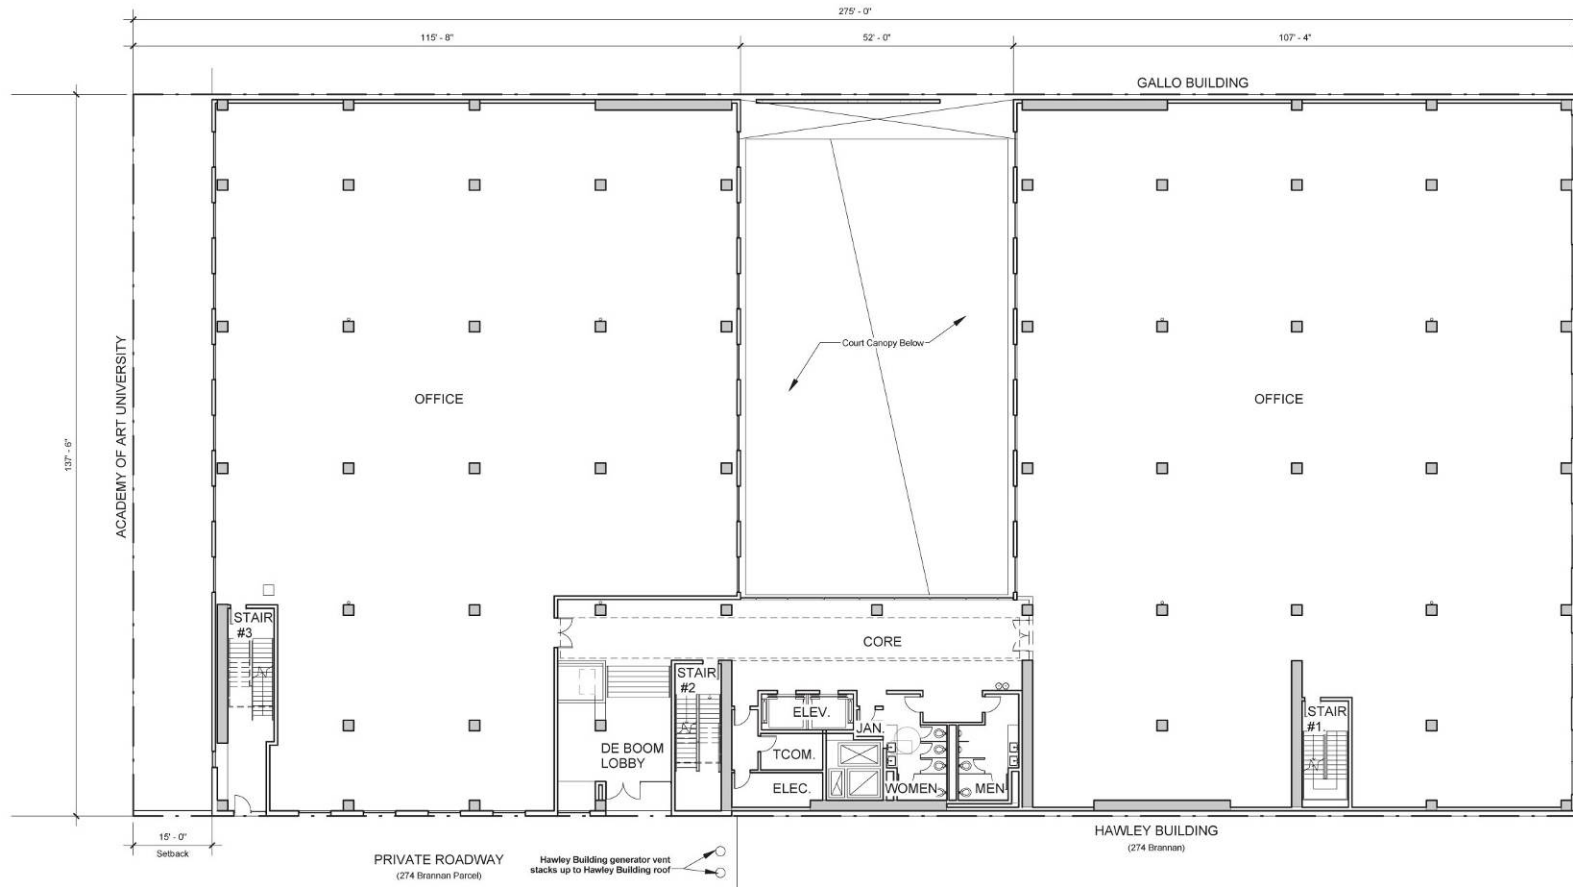 275' - 0"
115' - 8"
52' - 0"
107' - 4"
GALLO BUILDING
ACADEMY OF ART UNIVERSITY
137' - 6"
Court Canopy Below
OFFICE
OFFICE
STAIR
#3
CORE
STAIR
#2
ELEV.
JAN.
STAIR
#1
DE BOOM
LOBBY
TCOM.
ELEC.
WOMEN
MEN
15' - 0"
Setback
PRIVATE ROADWAY
(274 Brannan Parcel)
Hawley Building generator vent
stacks up to Hawley Building roof
HAWLEY BUILDING
(274 Brannan)